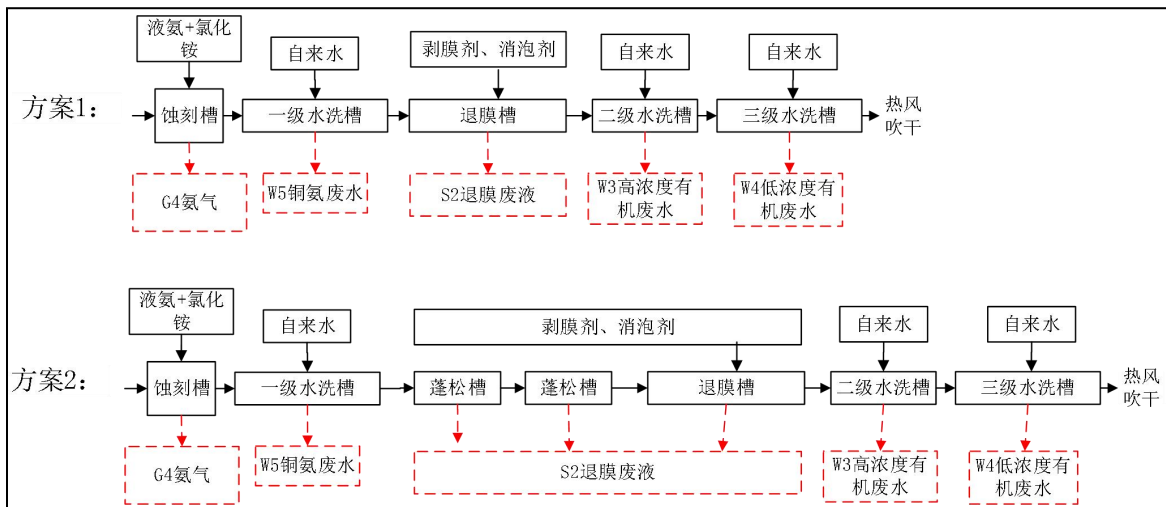 液氨+氯化
铵
自来水
剥膜剂、消泡剂
自来水
自来水
方案1:
蚀刻槽
一级水洗槽
退膜槽
二级水洗槽
三级水洗槽
热风
吹干
G4氨气
W5铜氨废水
S2退膜废液
W3高浓度有
机废水
W4低浓度有
机废水
液氨+氯化
铵
自来水
剥膜剂、消泡剂
自来水
自来水
方案2:
蚀刻槽
一级水洗槽
蓬松槽
蓬松槽
退膜槽
二级水洗槽
三级水洗槽
热风
吹干
G4氨气
W5铜氨废水
S2退膜废液
W3高浓度有
机废水
W4低浓度有
机废水